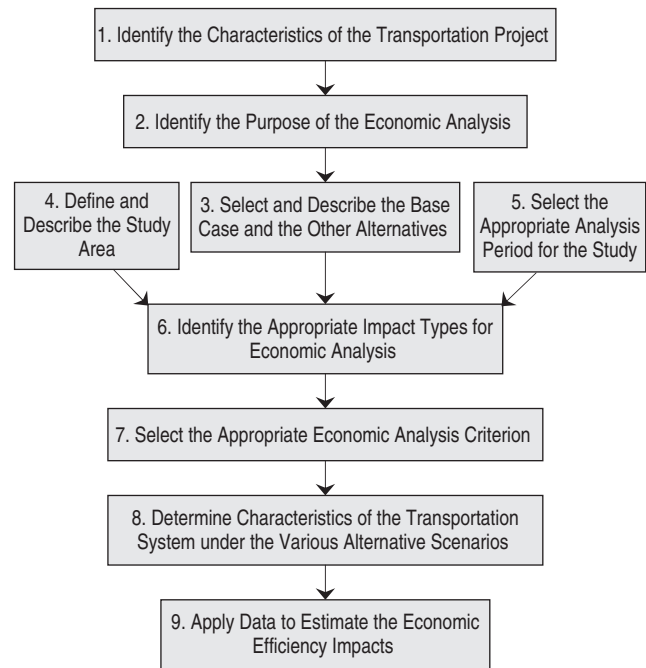 1. Identify the Characteristics of the Transportation Project
2. Identify the Purpose of the Economic Analysis
4. Define and
Describe the Study
Area
3. Select and Describe the Base
Case and the Other Alternatives
5. Select the
Appropriate Analysis
Period for the Study
6. Identify the Appropriate Impact Types for
Economic Analysis
7. Select the Appropriate Economic Analysis Criterion
8. Determine Characteristics of the Transportation
System under the Various Alternative Scenarios
9. Apply Data to Estimate the Economic
Efficiency Impacts